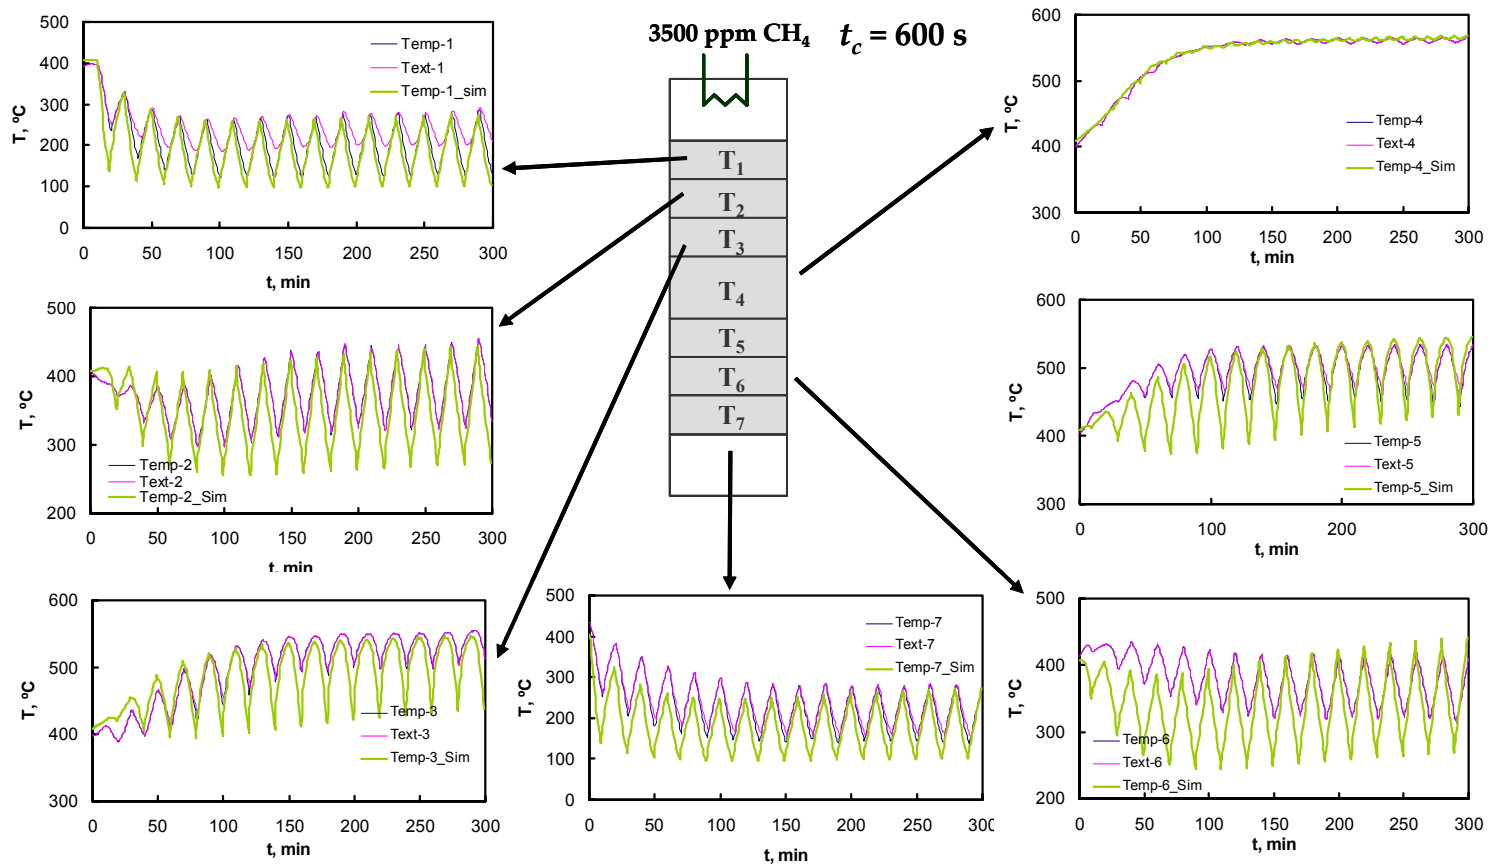 3500 ppm CH₄ t_c = 600 s
500
400
300
200
100
0
T, ºC
0 50 100 150 200 250 300
t, min
Temp-1
Text-1
Temp-1_sim
600
500
400
300
T, ºC
0 50 100 150 200 250 300
t, min
Temp-4
Text-4
Temp-4_Sim
T₁
T₂
T₃
T₄
T₅
T₆
T₇
500
400
300
200
T, ºC
0 50 100 150 200 250 300
t, min
Temp-2
Text-2
Temp-2_Sim
600
500
400
300
T, ºC
0 100 200 300
t, min
Temp-5
Text-5
Temp-5_Sim
600
500
400
300
T, ºC
0 50 100 150 200 250 300
t, min
Temp-3
Text-3
Temp-3_Sim
500
400
300
200
100
0
T, ºC
0 50 100 150 200 250 300
t, min
Temp-7
Text-7
Temp-7_Sim
500
400
300
200
T, ºC
0 50 100 150 200 250 300
t, min
Temp-6
Text-6
Temp-6_Sim